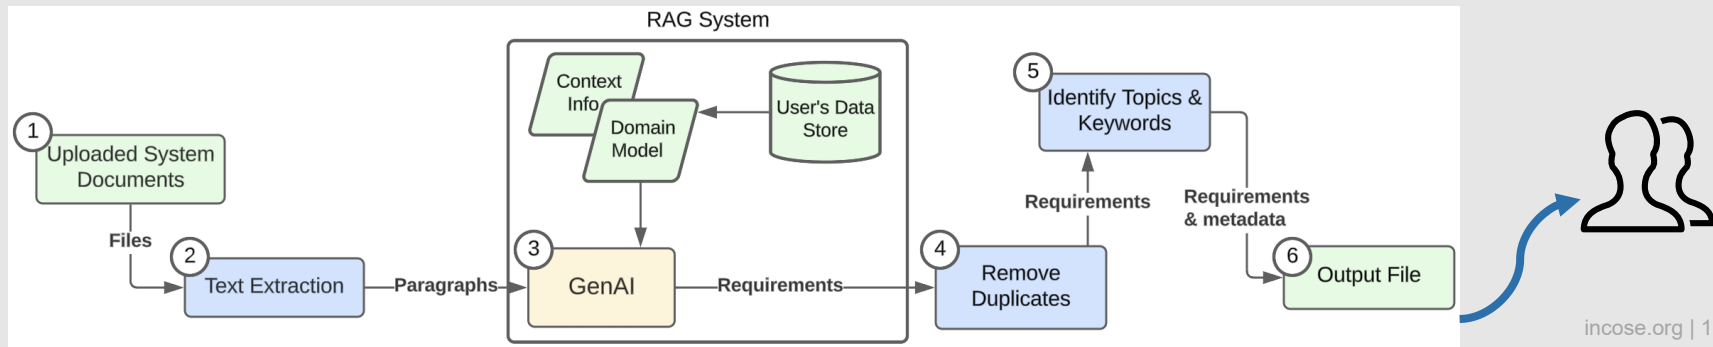 RAG System
1
Uploaded System
Documents
Files
2
Text Extraction
Paragraphs
Context
Info
Domain
Model
User's Data
Store
3
GenAI
Requirements
4
Remove
Duplicates
Requirements
5
Identify Topics &
Keywords
Requirements
& metadata
6
Output File
incose.org | 1